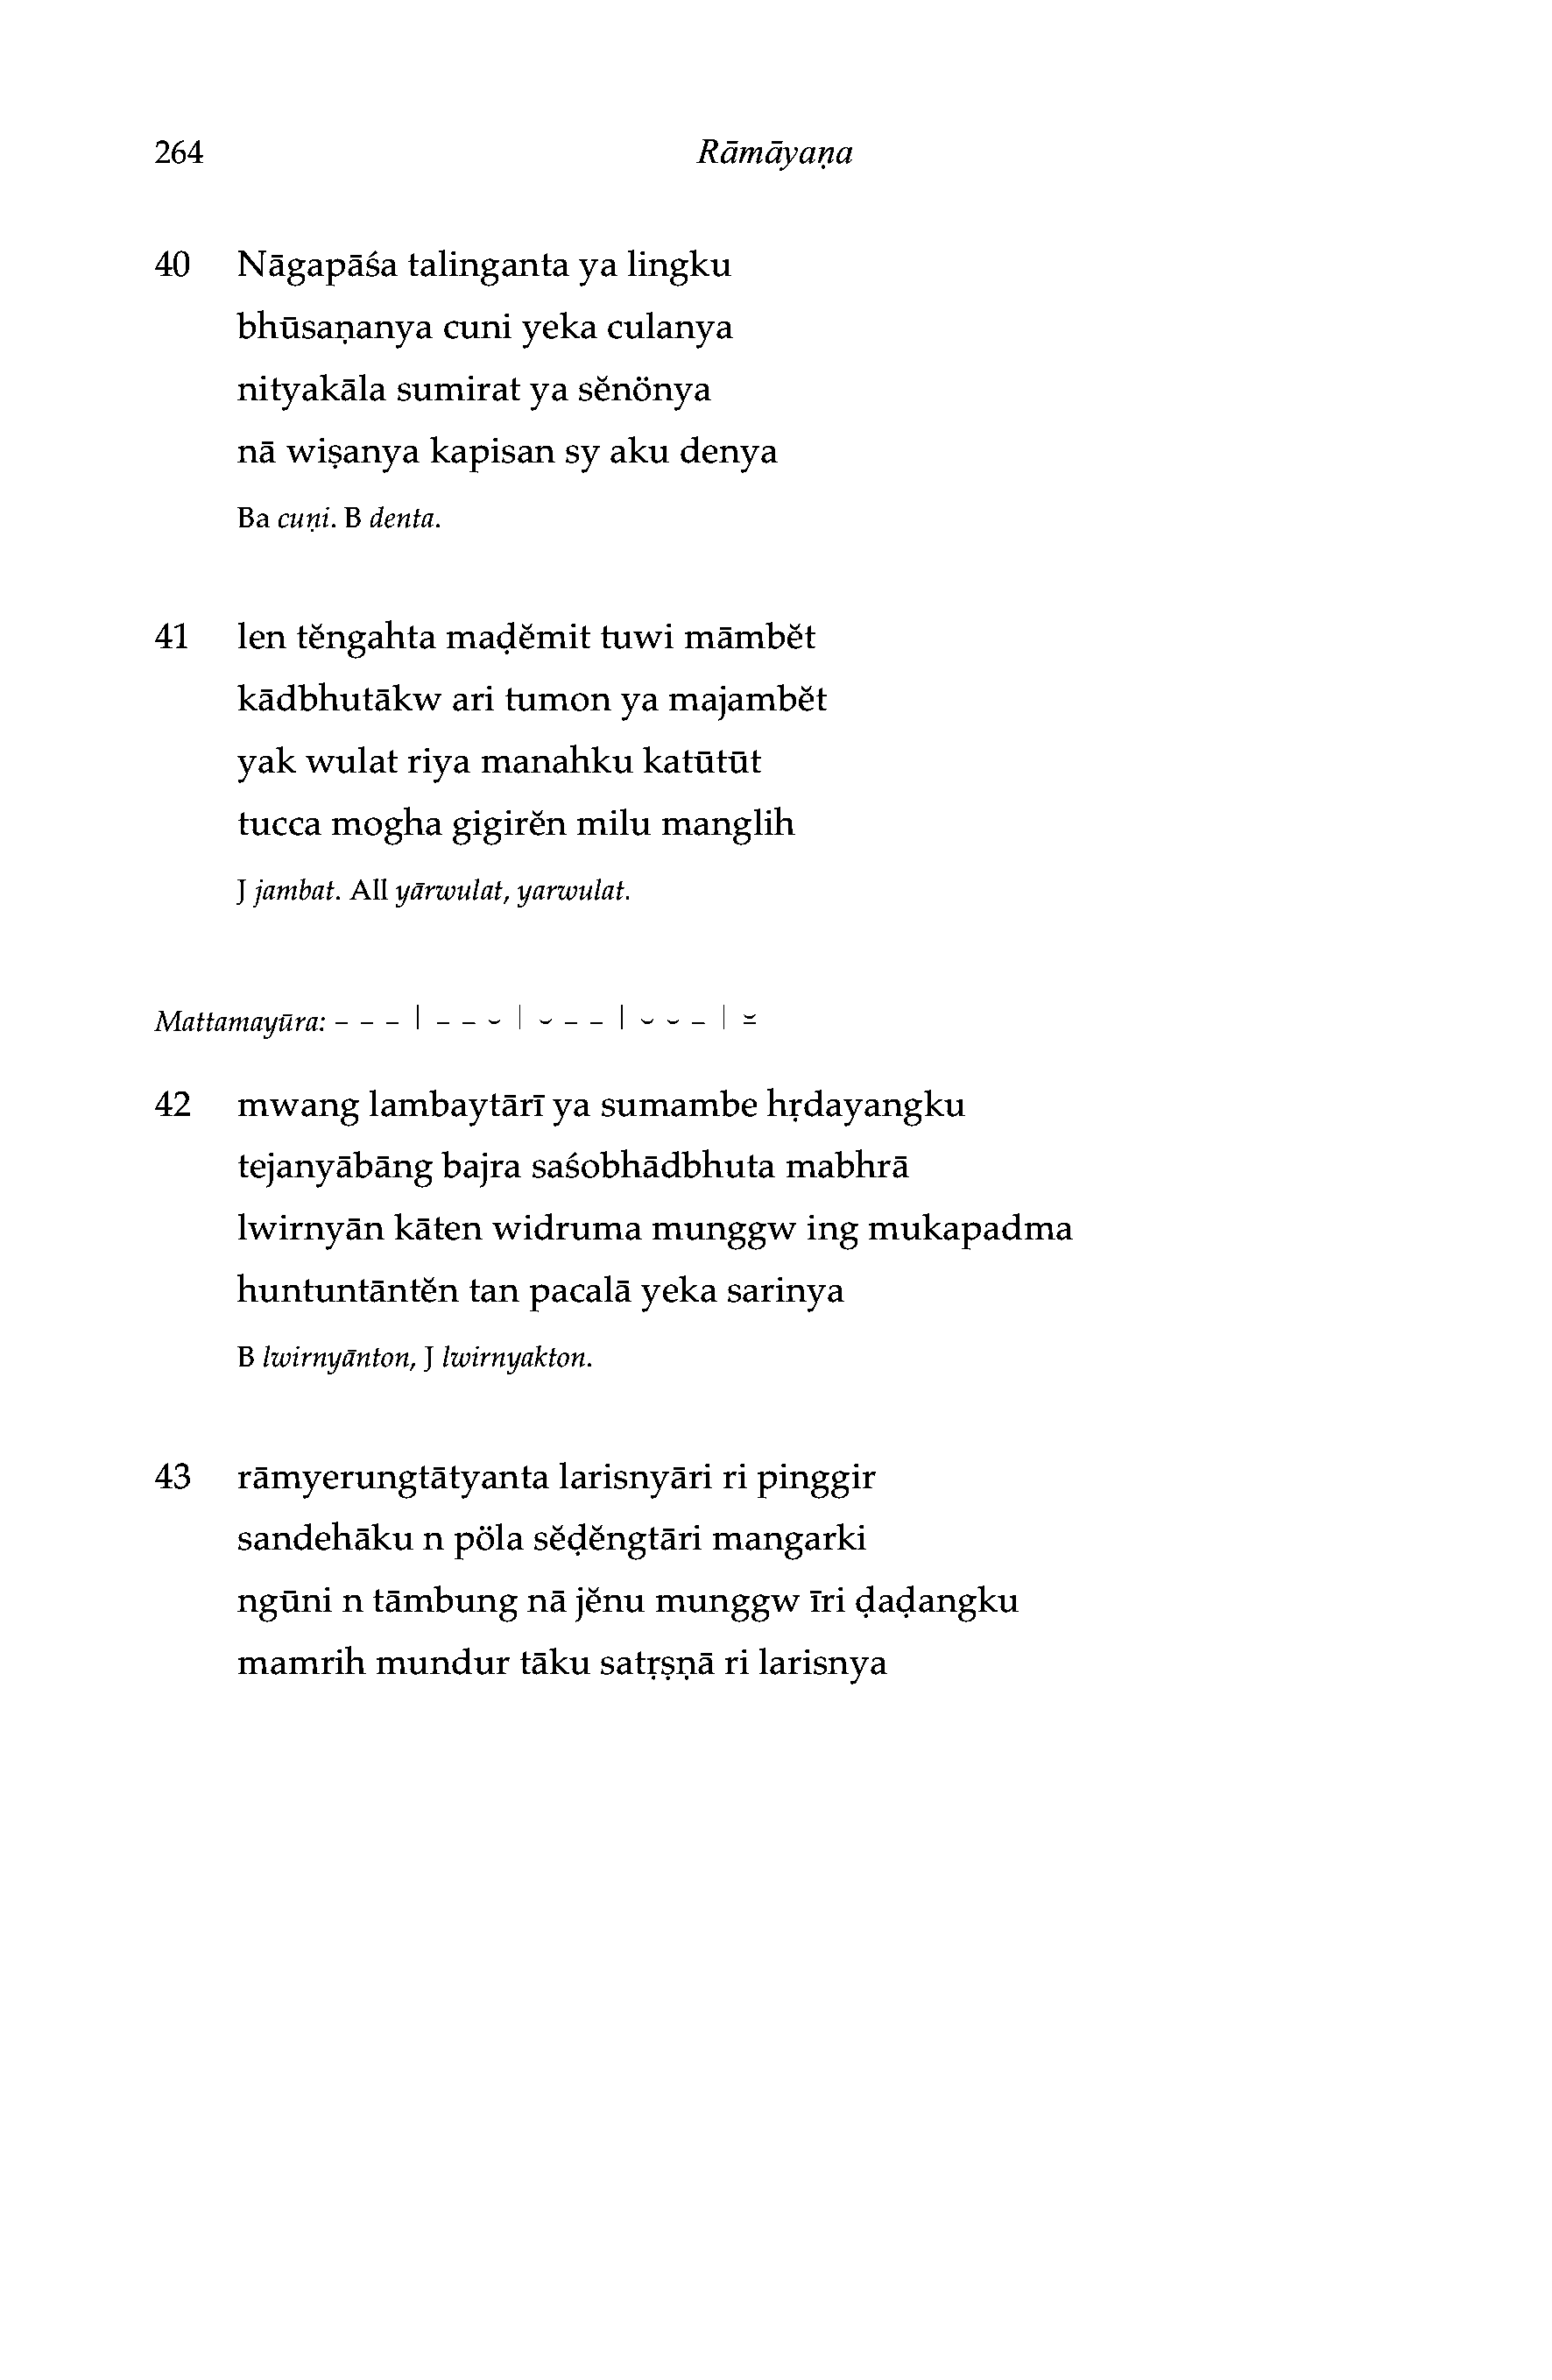 264 Rāmāyaṇa
40 Nāgapāśa talinganta ya lingku
bhūsaṇanya cuni yeka culanya
nityakāla sumirat ya sĕnönya
nā wiṣanya kapisan sy aku denya
Ba cuṇi. B denta.
41 len tĕngahta maḍĕmit tuwi māmbĕt
kādbhutākw ari tumon ya majambĕt
yak wulat riya manahku katūtūt
tucca mogha gigirĕn milu manglih
J jambat. All yārwulat, yarwulat.
Mattamayūra: – – – | – – ⏑ | ⏑ – – | ⏑ ⏑ – | ⏓
42 mwang lambaytārī ya sumambe hṛdayangku
tejanyābāng bajra saśobhādbhuta mabhrā
lwirnyān kāten widruma munggw ing mukapadma
huntuntāntĕn tan pacalā yeka sarinya
B lwirnyānton, J lwirnyakton.
43 rāmyerungtātyanta larisnyāri ri pinggir
sandehāku n pöla sĕḍĕngtāri mangarki
ngūni n tāmbung nā jĕnu munggw īri ḍaḍangku
mamrih mundur tāku satṛṣṇā ri larisnya